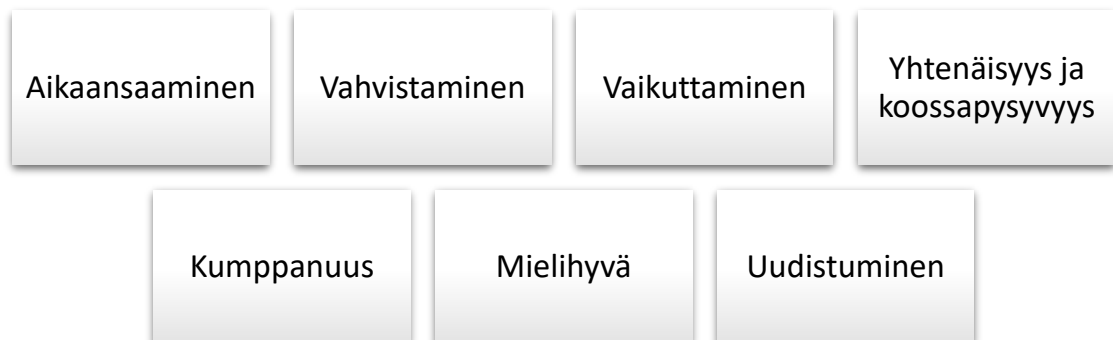 Aikaansaaminen
Vahvistaminen
Vaikuttaminen
Yhtenäisyys ja
koossapysyvyys
Kumppanuus
Mielihyvä
Uudistuminen